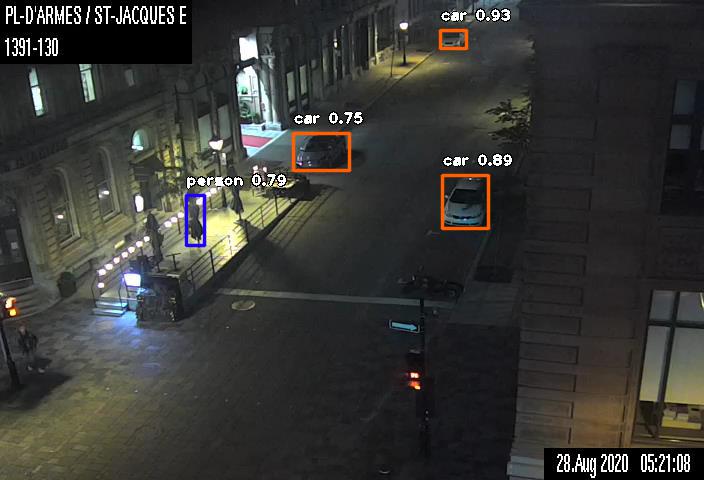 PL-D'ARMES / ST-JACQUES E
1391-130
car 0.93
car 0.75
car 0.89
person 0.79
28.Aug 2020 05:21:08